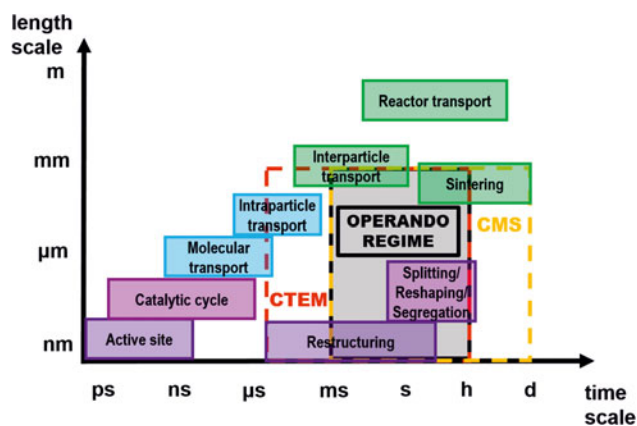 length
scale
m
Reactor transport
mm
Interparticle
transport
Sintering
Intraparticle
transport
OPERANDO
REGIME
CMS
µm
Molecular
transport
Splitting/
Reshaping/
Segregation
Catalytic cycle
CTEM
nm
Active site
Restructuring
ps
ns
µs
ms
s
h
d
time
scale